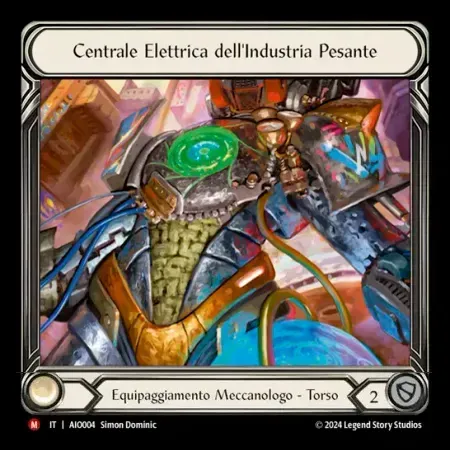 Centrale Elettrica dell'Industria Pesante
Equipaggiamento Meccanologo - Torso
2
M IT | AIO004 Simon Dominic
© 2024 Legend Story Studios